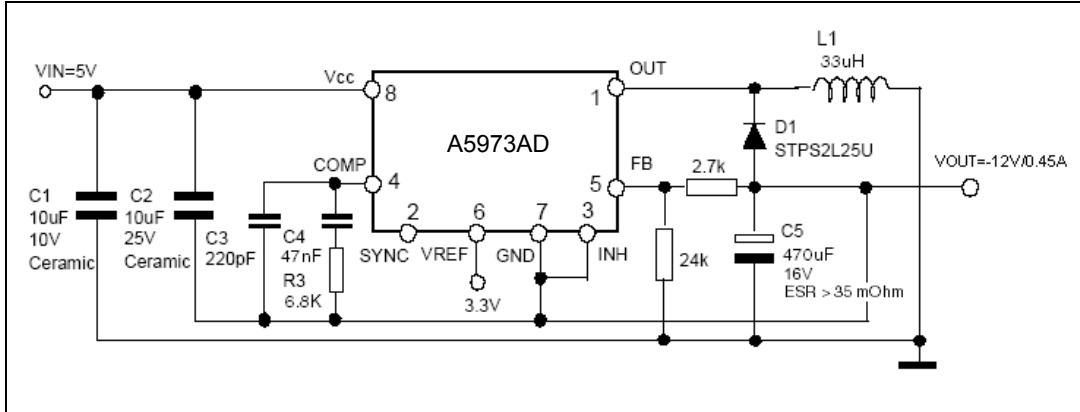 VIN=5V
Vcc
8
A5973AD
1
OUT
L1
33uH
D1
STPS2L25U
COMP
4
FB
5
2.7k
VOUT=-12V/0.45A
C1
10uF
10V
Ceramic
C2
10uF
25V
Ceramic
C3
220pF
C4
47nF
R3
6.8K
2
SYNC
6
VREF
3.3V
7
GND
3
INH
24k
C5
470uF
16V
ESR > 35 mOhm